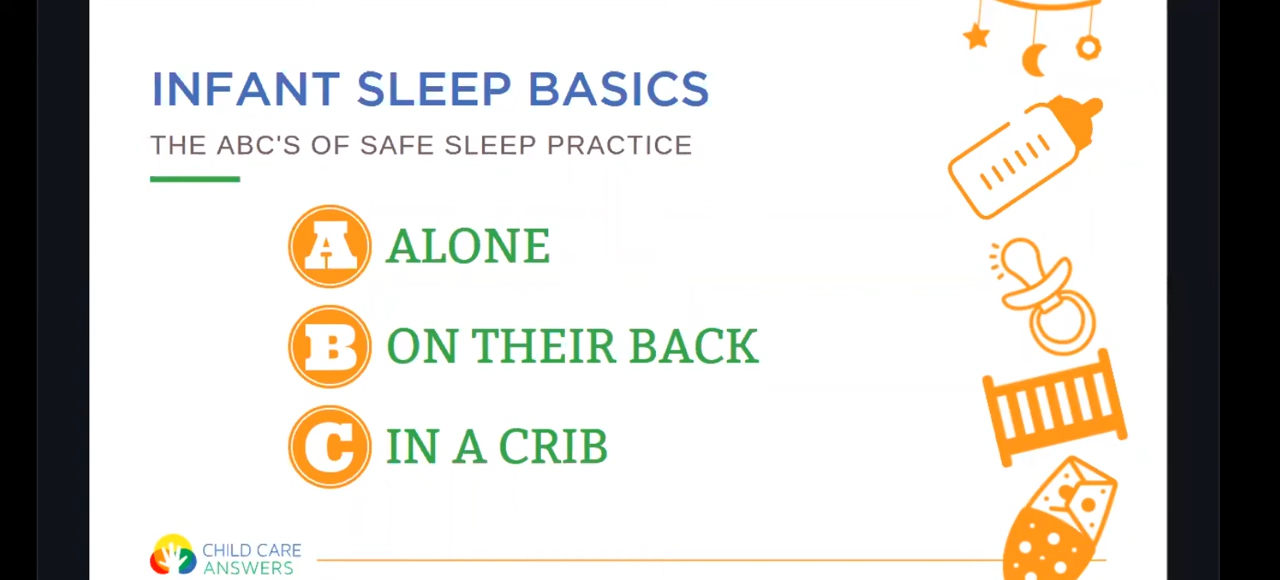 INFANT SLEEP BASICS
THE ABC'S OF SAFE SLEEP PRACTICE
A ALONE
B ON THEIR BACK
C IN A CRIB
CHILD CARE
ANSWERS